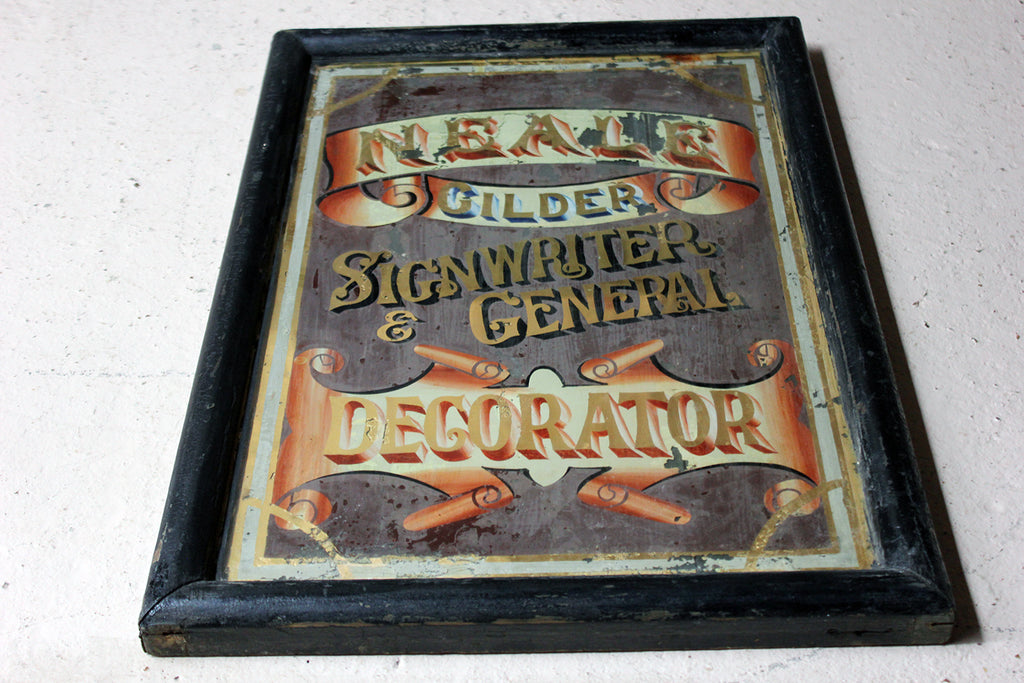 NEALE
GILDER
SIGNWRITER
& GENERAL
DECORATOR